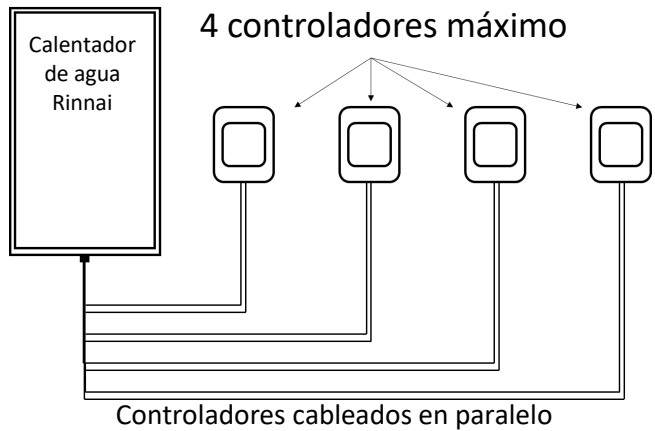 Calentador
de agua
Rinnai
4 controladores máximo
Controladores cableados en paralelo